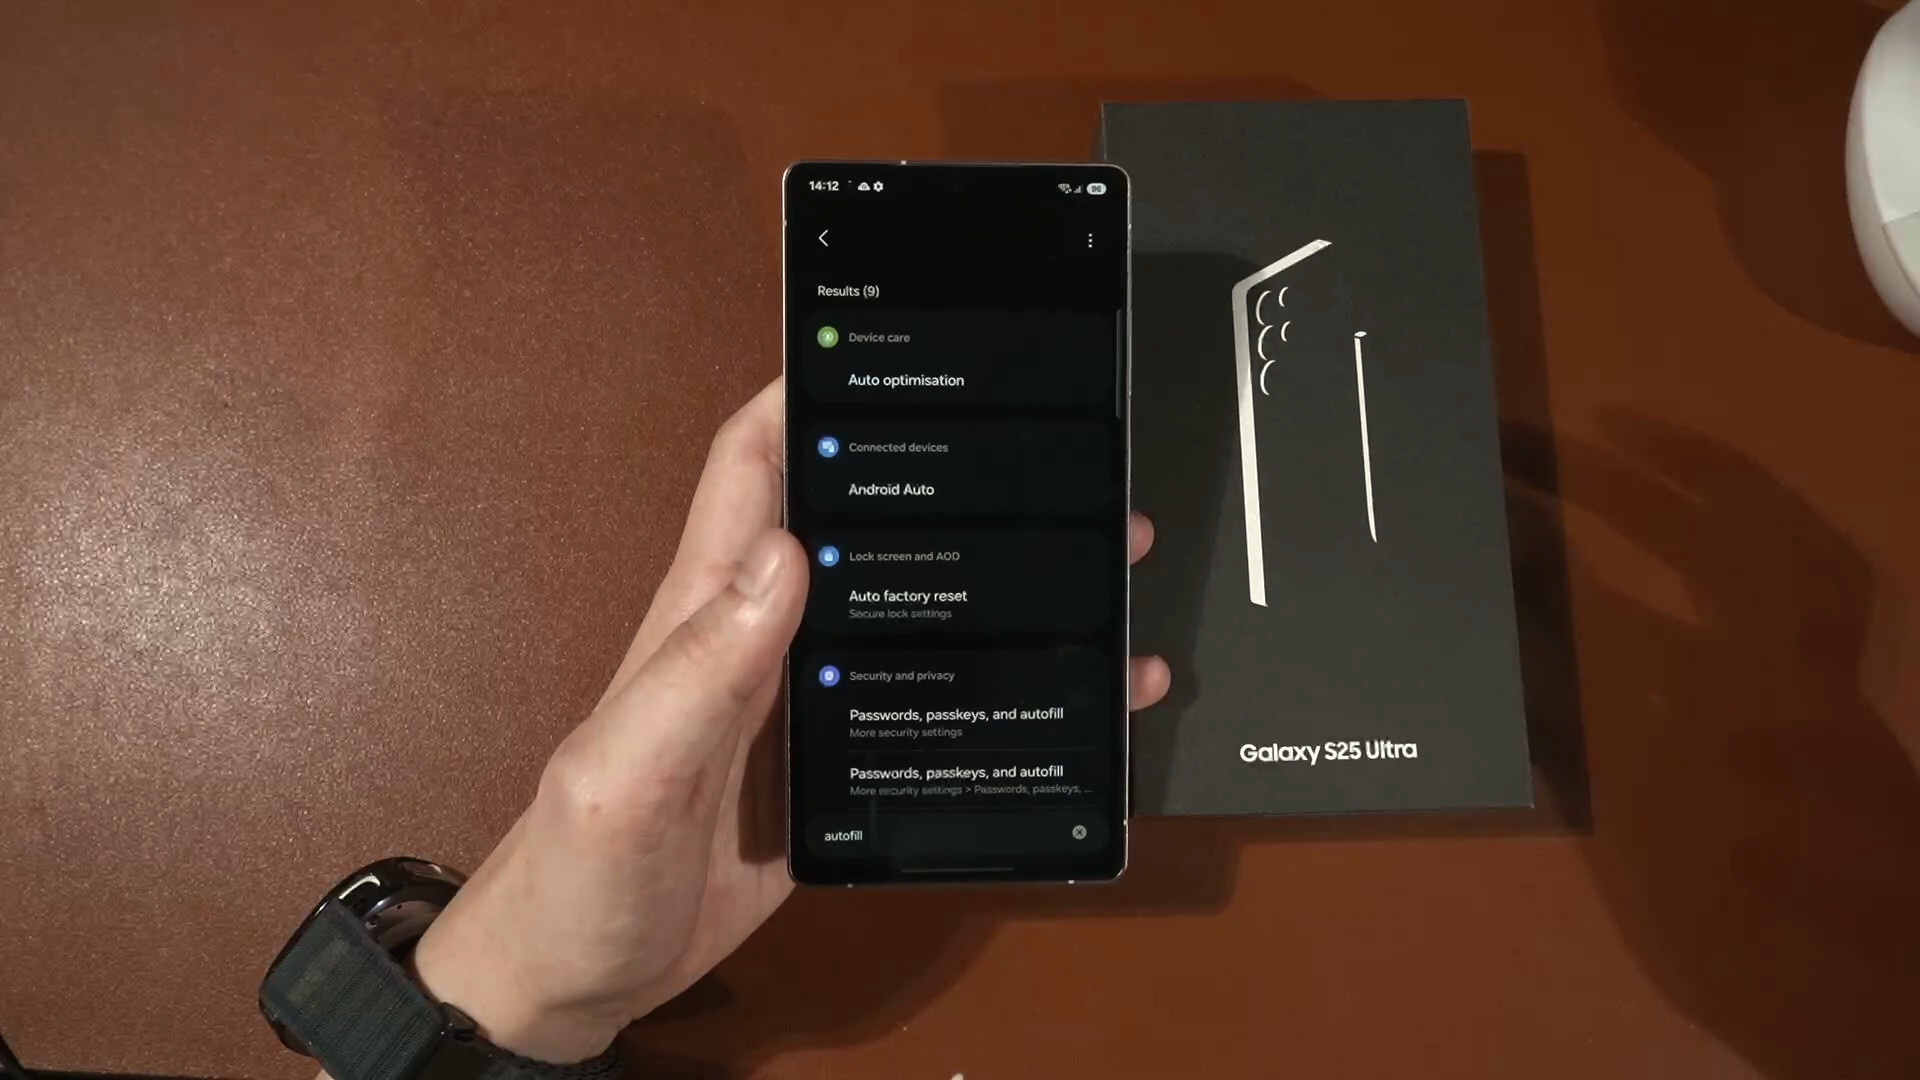 14:12
Results (9)
Device care
Auto optimisation
Connected devices
Android Auto
Lock screen and AOD
Auto factory reset
Secure lock settings
Security and privacy
Passwords, passkeys, and autofill
More security settings
Passwords, passkeys, and autofill
More security settings > Passwords, passkeys, ...
autofill
Galaxy S25 Ultra